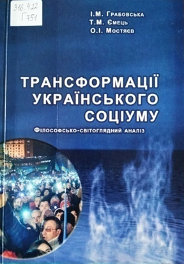 І.М. ГРАБОВСЬКА
Т.М. ЄМЕЦЬ
О.І. МОСТЯЄВ
ТРАНСФОРМАЦІЇ
УКРАЇНСЬКОГО
СОЦІУМУ
ФІЛОСОФСЬКО-СВІТОГЛЯДНИЙ АНАЛІЗ